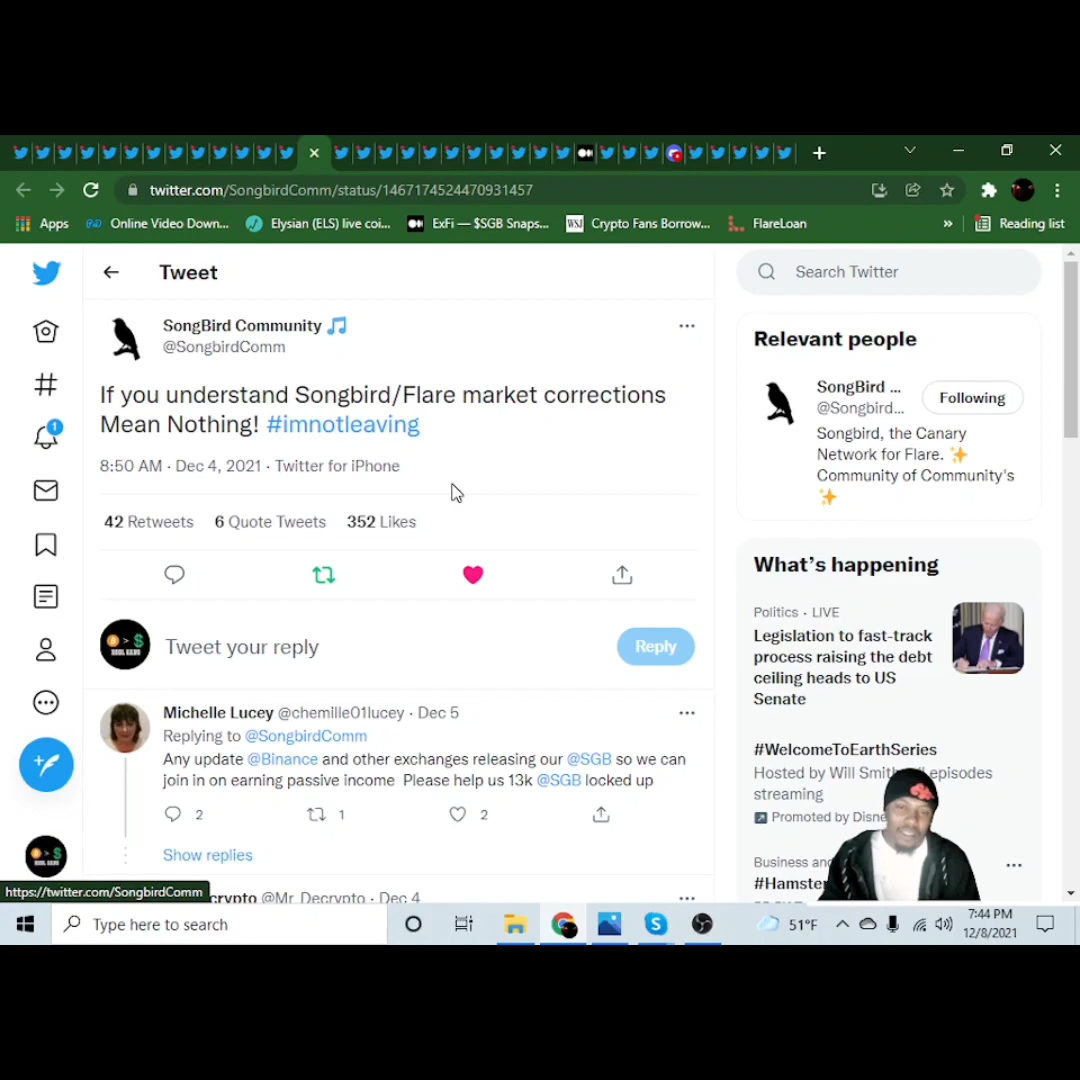 twitter.com/SongbirdComm/status/1467174524470931457
Apps
Online Video Down...
Elysian (ELS) live coi...
ExFi — $SGB Snaps...
WSJ
Crypto Fans Borrow...
FlareLoan
»
Reading list
Tweet
SongBird Community 🎵
@SongbirdComm
If you understand Songbird/Flare market corrections
Mean Nothing! #imnotleaving
8:50 AM · Dec 4, 2021 · Twitter for iPhone
42 Retweets 6 Quote Tweets 352 Likes
Tweet your reply
Reply
Michelle Lucey @chemille01lucey · Dec 5
Replying to @SongbirdComm
Any update @Binance and other exchanges releasing our @SGB so we can
join in on earning passive income Please help us 13k @SGB locked up
2 1 2
Show replies
crypto @Mr_Decrypto · Dec 4
https://twitter.com/SongbirdComm
1
Search Twitter
Relevant people
SongBird ...
@Songbird...
Following
Songbird, the Canary
Network for Flare. ✨
Community of Community's
✨
What's happening
Politics · LIVE
Legislation to fast-track
process raising the debt
ceiling heads to US
Senate
#WelcomeToEarthSeries
Hosted by Will Smith episodes
streaming
Promoted by Disne
Business and
#Hamster
Type here to search
51°F
7:44 PM
12/8/2021